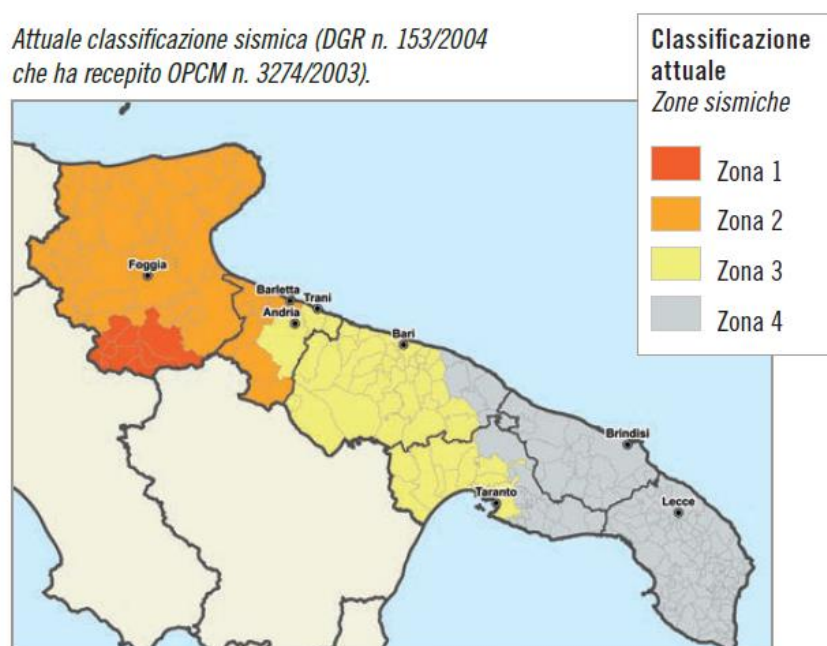 Attuale classificazione sismica (DGR n. 153/2004
che ha recepito OPCM n. 3274/2003).
Classificazione
attuale
Zone sismiche
Zona 1
Zona 2
Zona 3
Zona 4
Foggia
Barletta
Trani
Andria
Bari
Brindisi
Taranto
Lecce